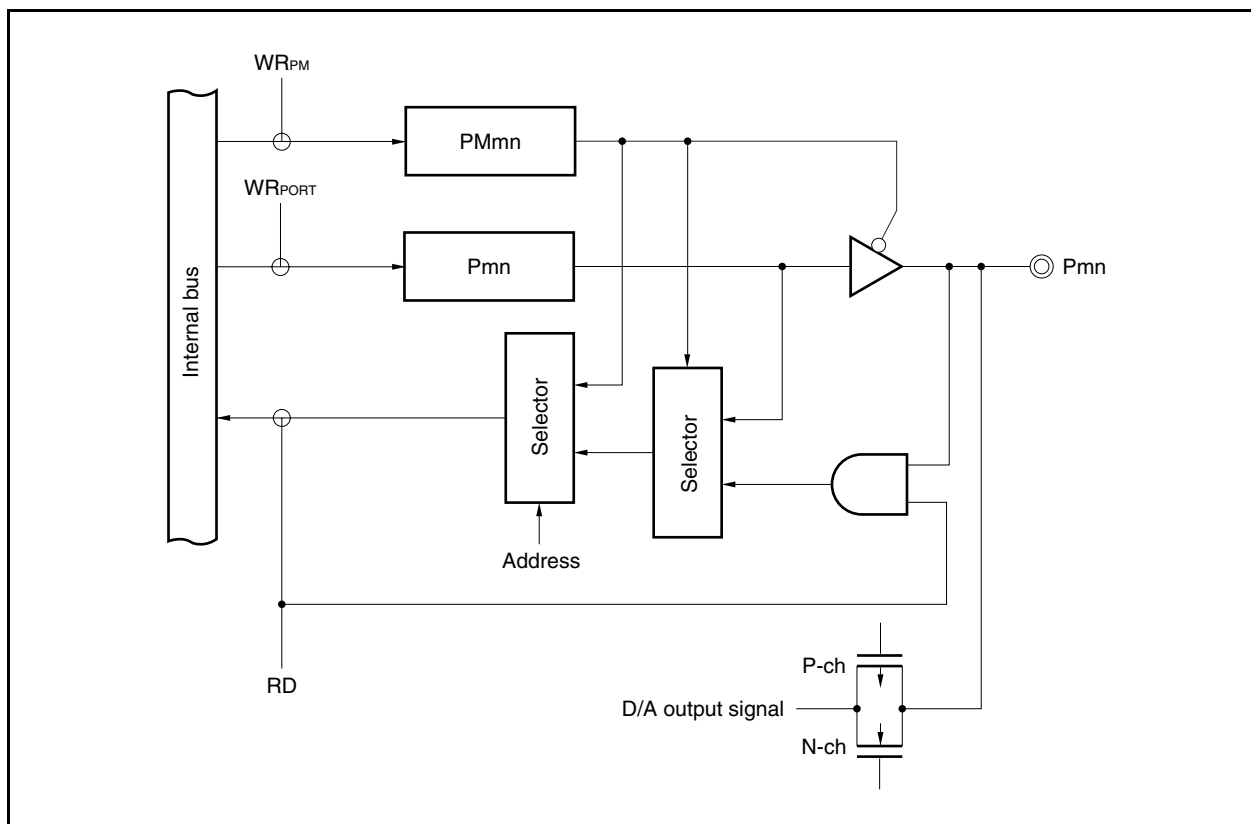 WRPM
PMmn
WRPORT
Pmn
Pmn
Internal bus
Selector
Selector
Address
RD
P-ch
D/A output signal
N-ch